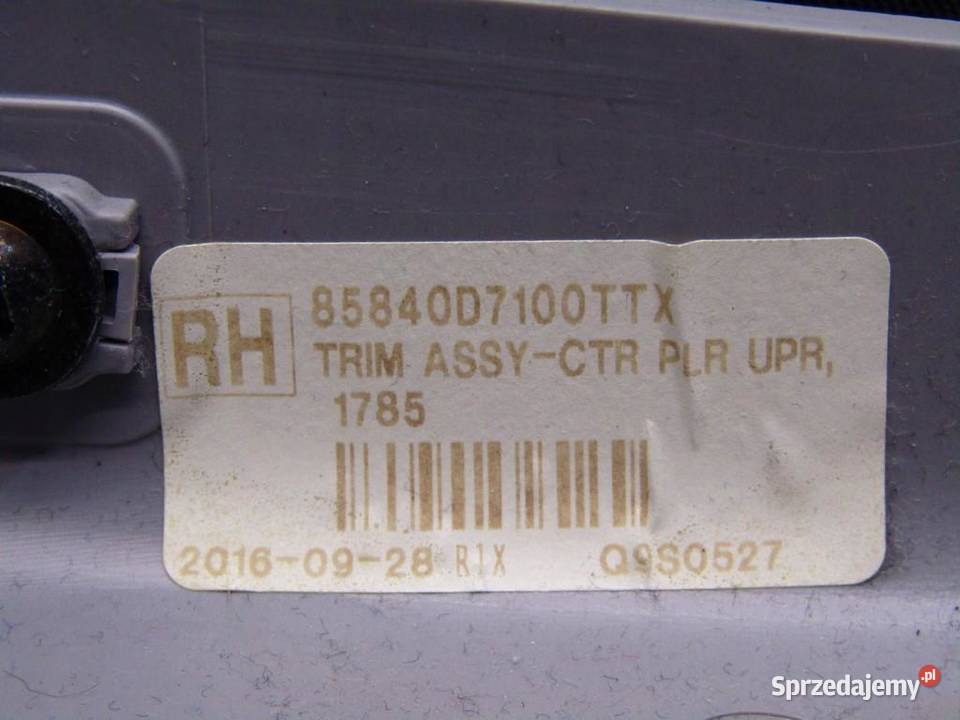 RH
85840D7100TTX
TRIM ASSY-CTR PLR UPR,
1785
2016-09-28 R1X Q9S0527
Sprzedajemy.pl